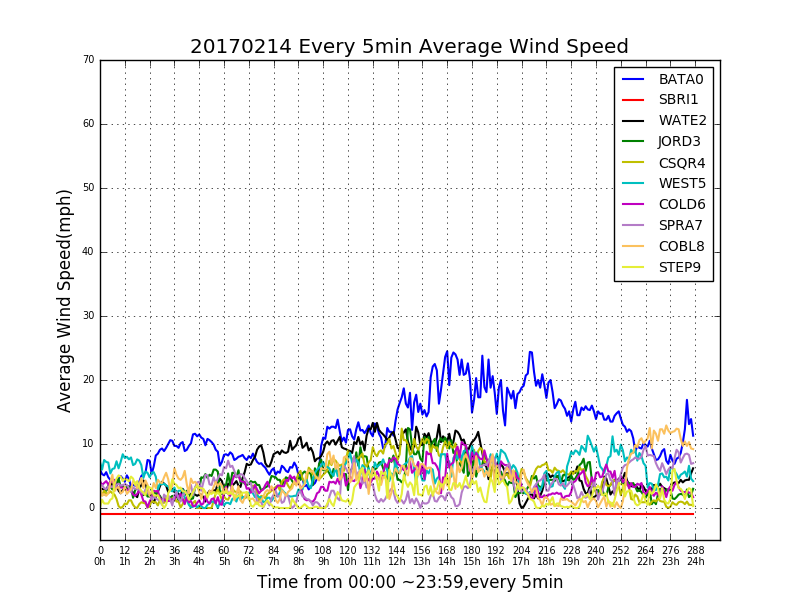 20170214 Every 5min Average Wind Speed
70
60
50
40
30
20
10
0
Average Wind Speed(mph)
BATA0
SBRI1
WATE2
JORD3
CSQR4
WEST5
COLD6
SPRA7
COBL8
STEP9
0 12 24 36 48 60 72 84 96 108 120 132 144 156 168 180 192 204 216 228 240 252 264 276 288
0h 1h 2h 3h 4h 5h 6h 7h 8h 9h 10h 11h 12h 13h 14h 15h 16h 17h 18h 19h 20h 21h 22h 23h 24h
Time from 00:00 ~23:59,every 5min